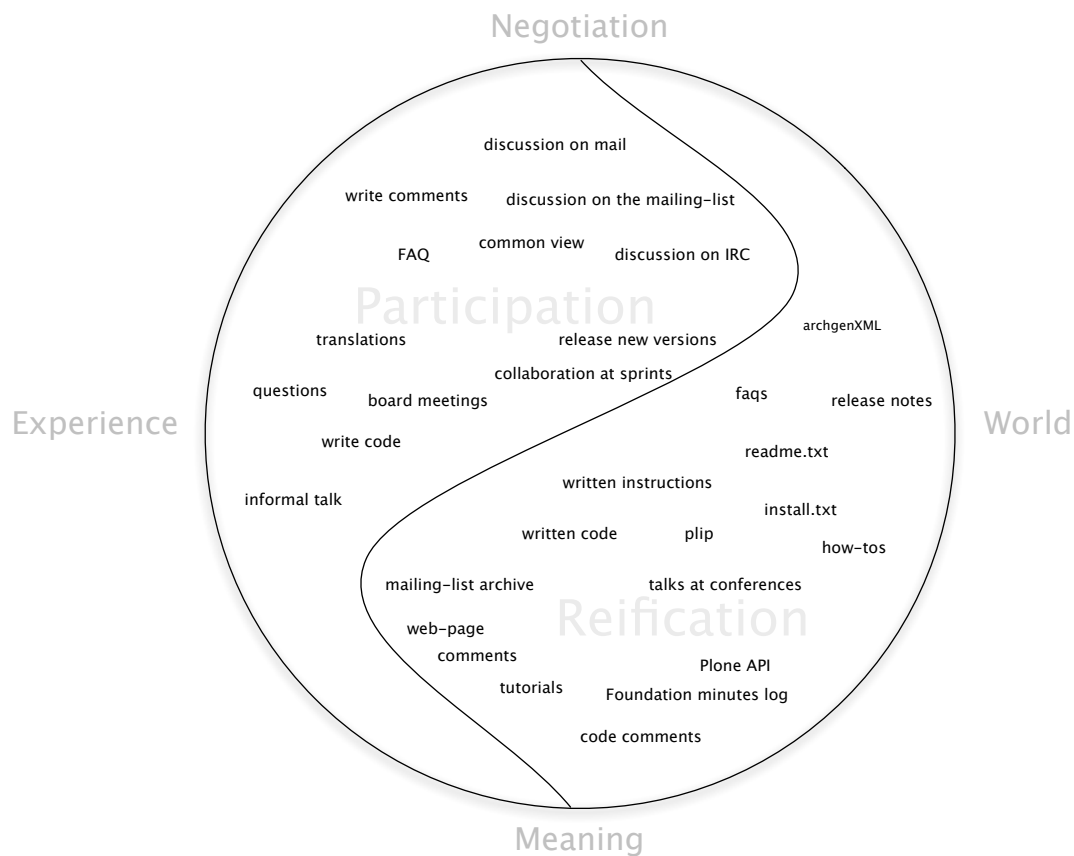 Negotiation
discussion on mail
write comments
discussion on the mailing-list
common view
FAQ
discussion on IRC
Participation
archgenXML
translations
release new versions
collaboration at sprints
questions
board meetings
faqs
release notes
Experience
World
write code
readme.txt
written instructions
informal talk
install.txt
written code
plip
how-tos
mailing-list archive
talks at conferences
Reification
web-page
comments
Plone API
tutorials
Foundation minutes log
code comments
Meaning